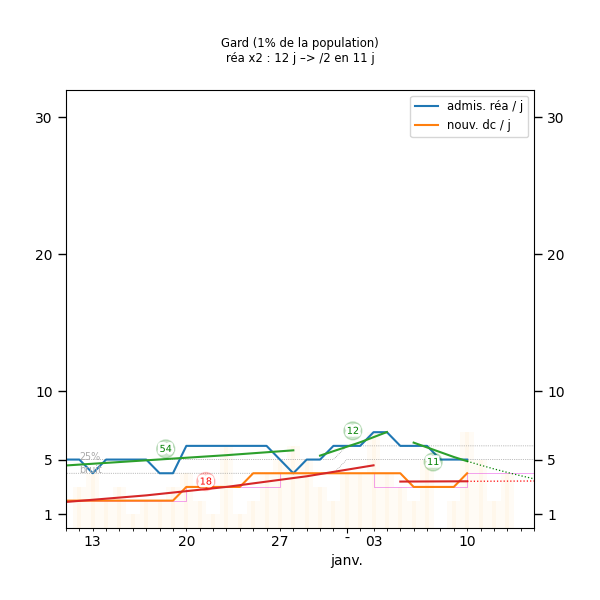 Gard (1% de la population)
réa x2 : 12 j –> /2 en 11 j
admis. réa / j
nouv. dc / j
30 30
20 20
10 10
5 5
1 1
25%
54
18
12
11
13 20 27 - 03 10
janv.